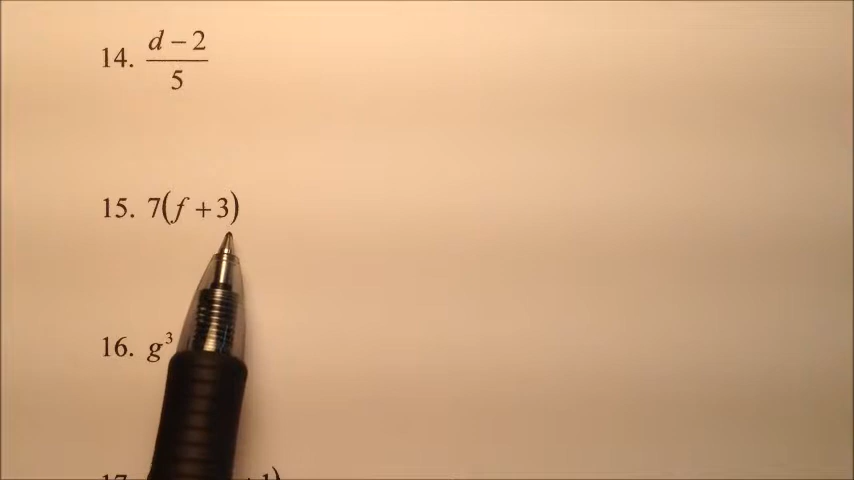 14. d − 2
5
15. 7(f + 3)
16. g³